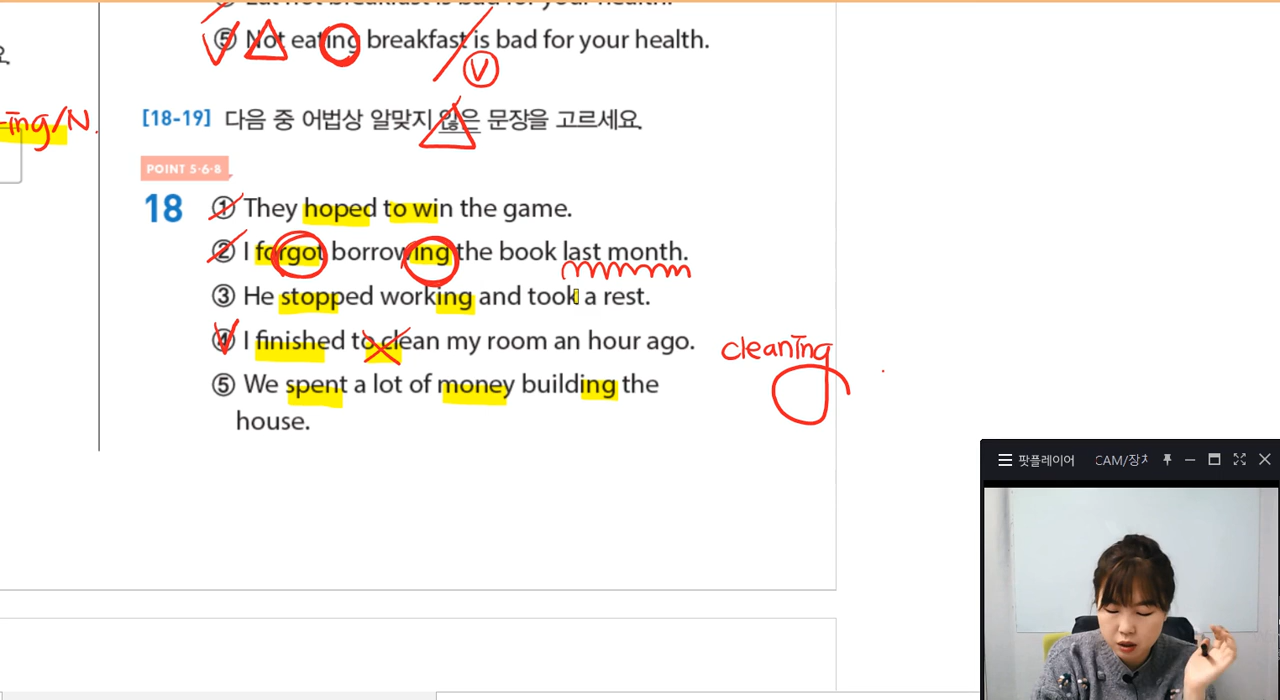 ⑤ Not eating breakfast is bad for your health.
V
-ing/N.
[18-19] 다음 중 어법상 알맞지 않은 문장을 고르세요.
POINT 5·6·8
18 ① They hoped to win the game.
② I forgot borrowing the book last month.
③ He stopped working and took a rest.
④ I finished to clean my room an hour ago.
cleaning
⑤ We spent a lot of money building the
house.
팟플레이어